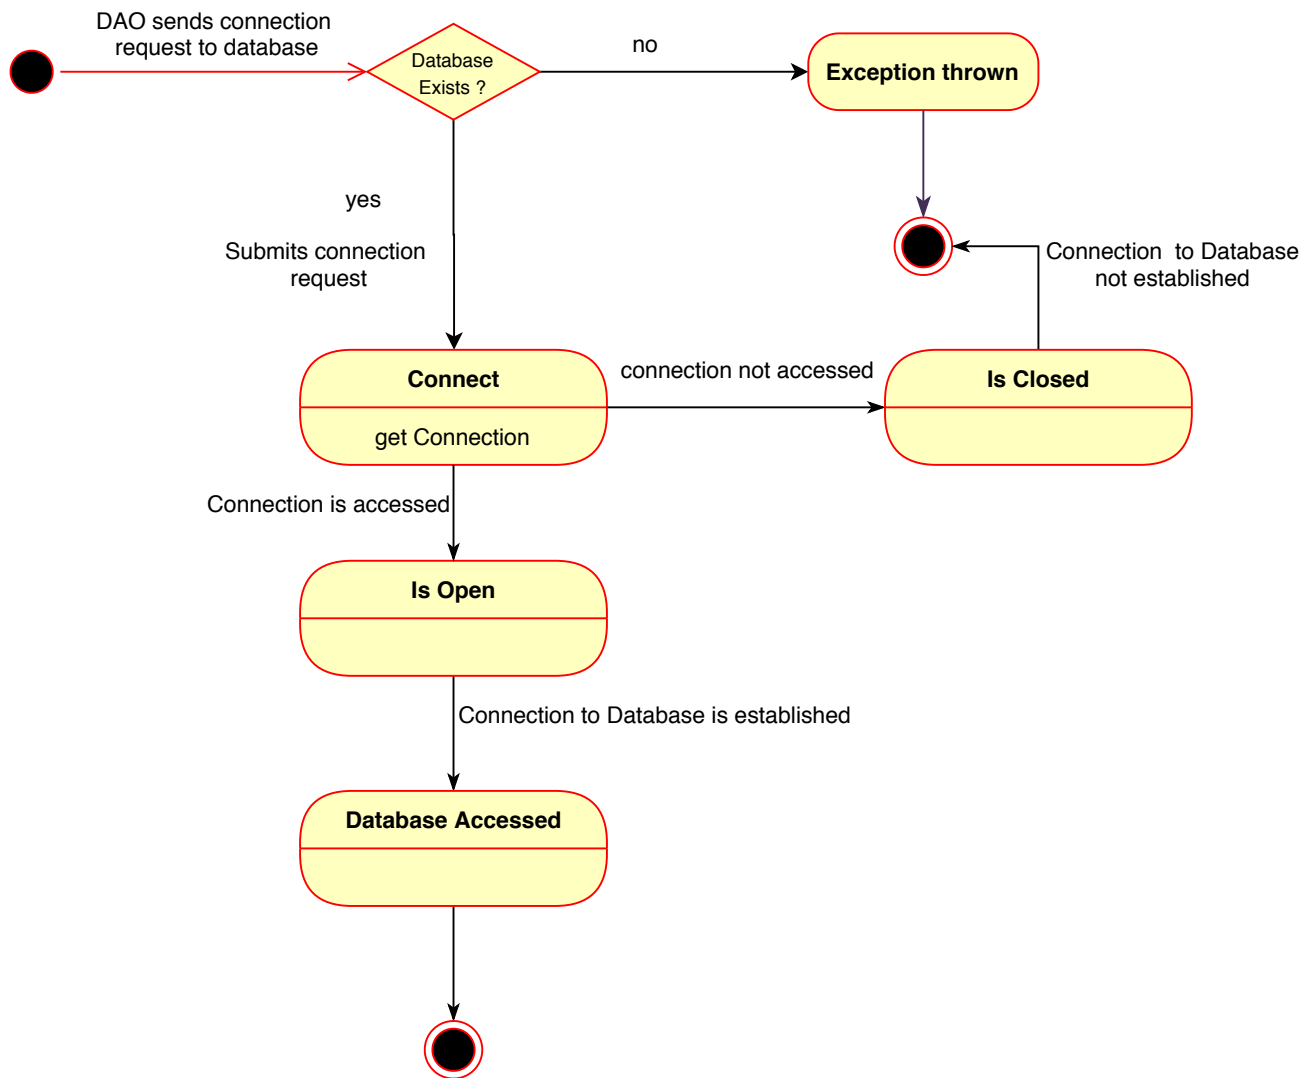 DAO sends connection
request to database
Database
Exists ?
no
Exception thrown
yes
Submits connection
request
Connection  to Database
not established
Connect
get Connection
connection not accessed
Is Closed
Connection is accessed
Is Open
Connection to Database is established
Database Accessed